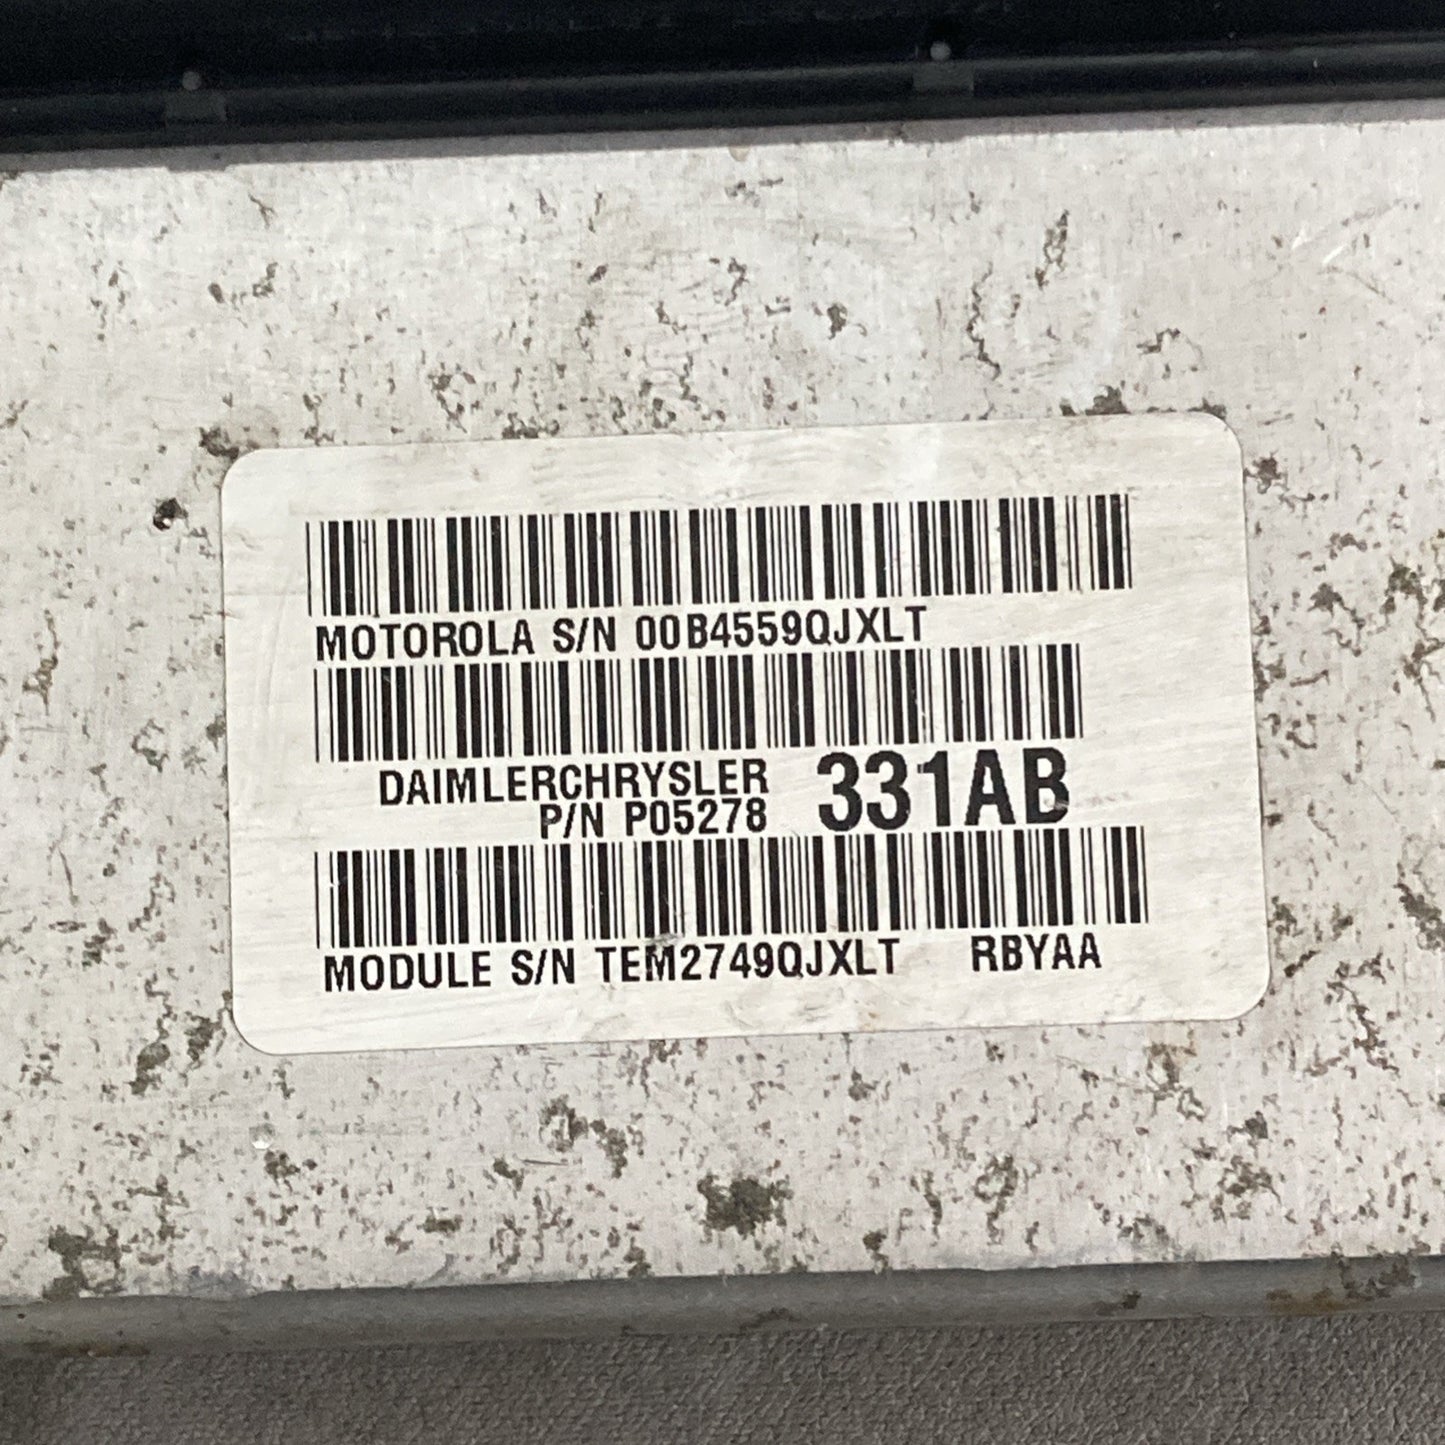 MOTOROLA S/N 00B4559QJXLT
DAIMLERCHRYSLER 331AB
P/N P05278
MODULE S/N TEM2749QJXLT RBYAA